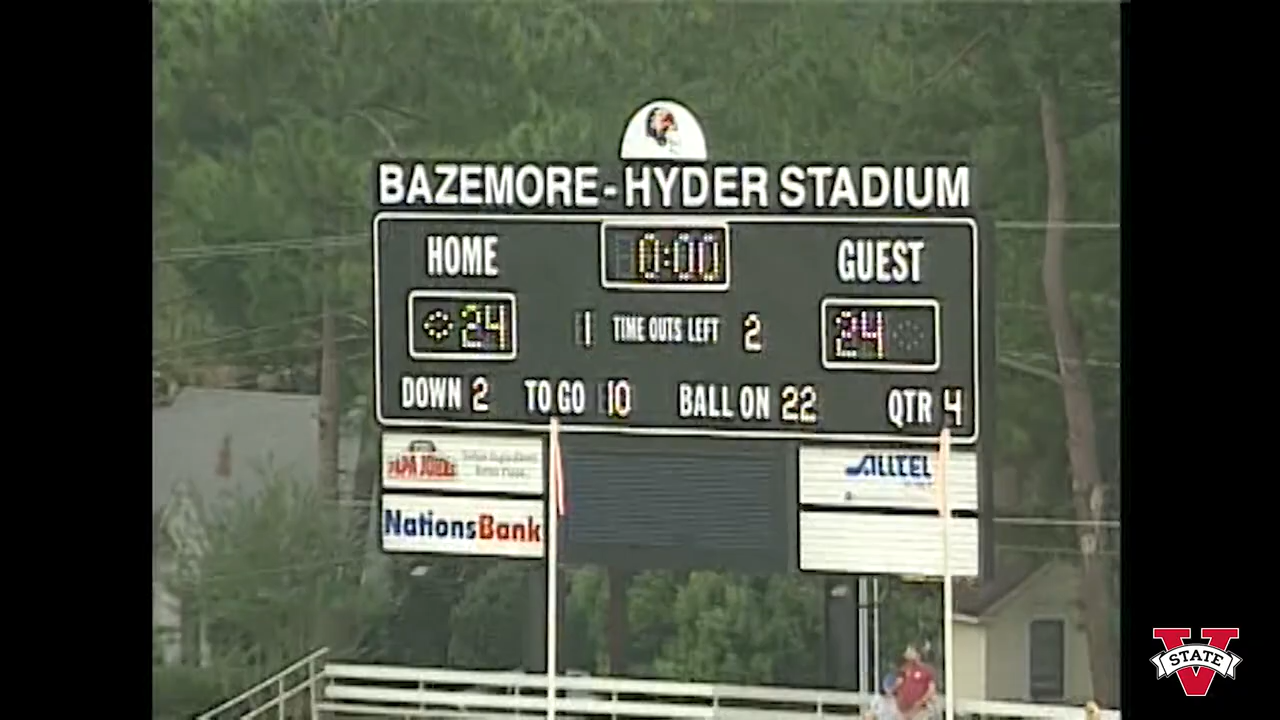 BAZEMORE-HYDER STADIUM
HOME 0:00 GUEST
24 1 TIME OUTS LEFT 2 24
DOWN 2 TO GO 10 BALL ON 22 QTR 4
PAPA JOHNS
ALLTEL
NationsBank
V STATE